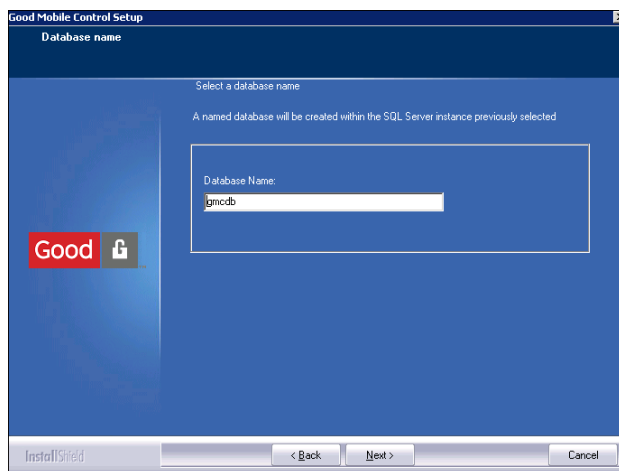 Good Mobile Control Setup
Database name
Select a database name
A named database will be created within the SQL Server instance previously selected
Database Name:
gmcdb
Good
InstallShield
< Back
Next >
Cancel